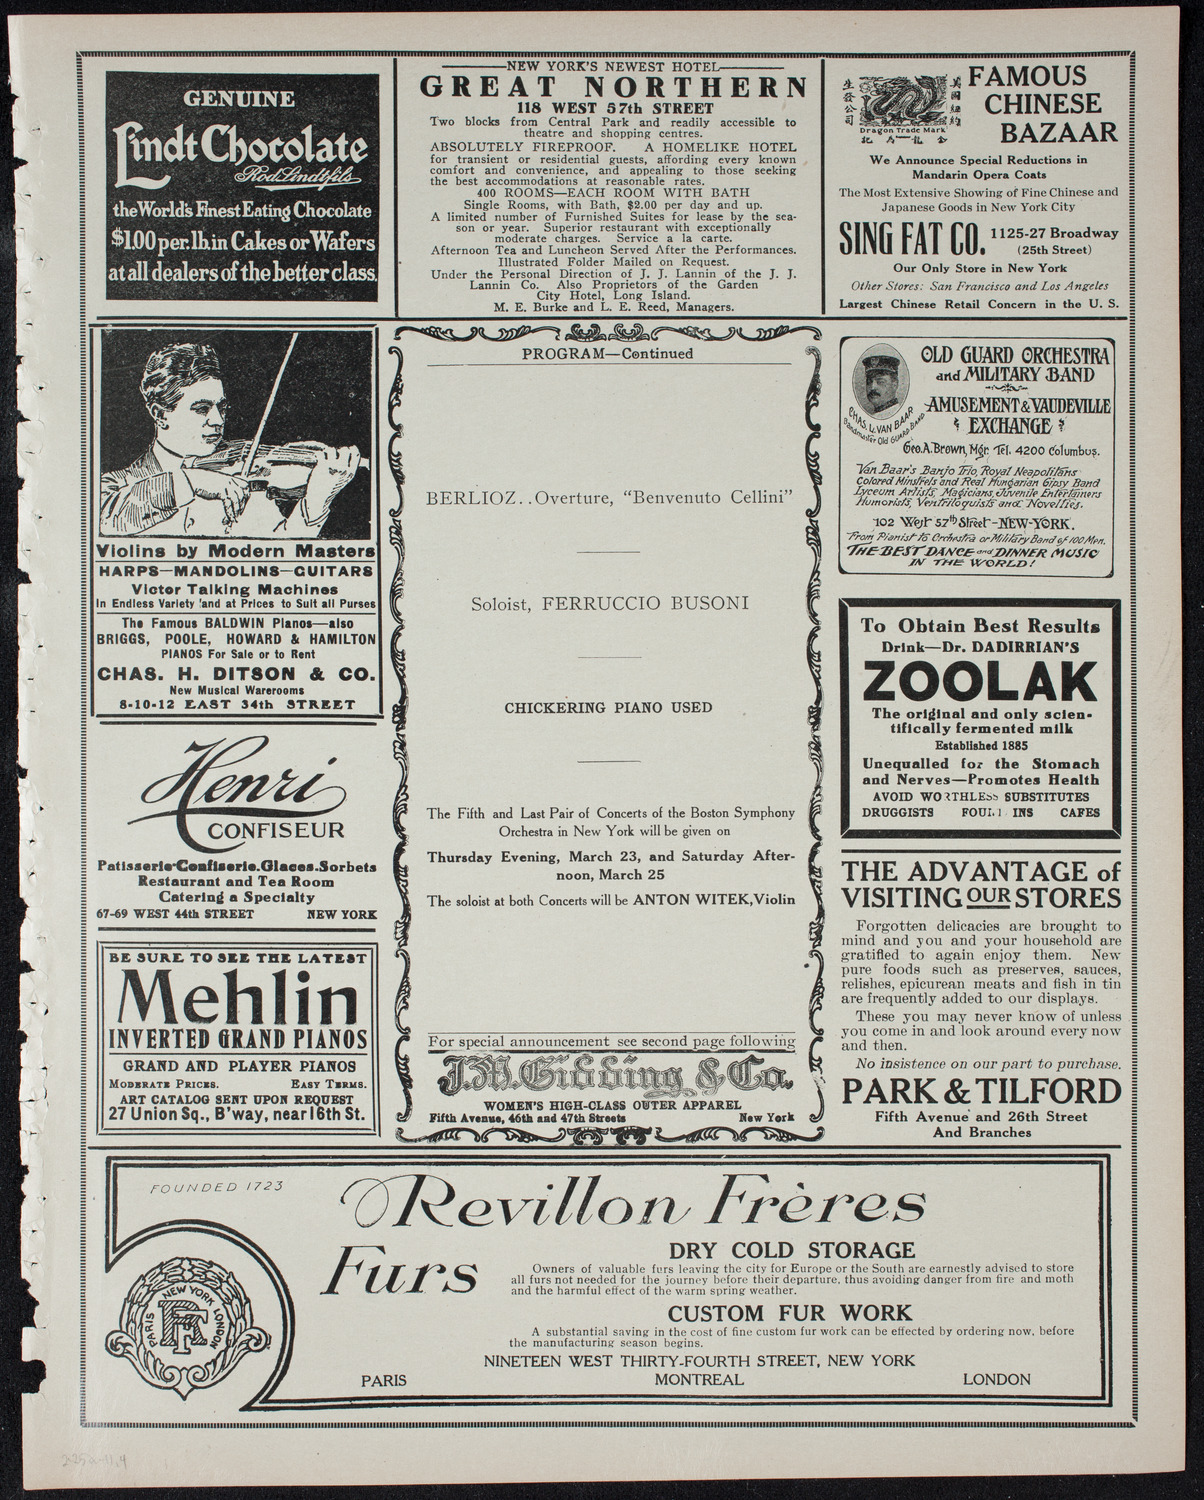 GENUINE
Lindt Chocolate
Rod. Lindt fils
the World's Finest Eating Chocolate
$1.00 per. lb. in Cakes or Wafers
at all dealers of the better class.
NEW YORK'S NEWEST HOTEL
GREAT NORTHERN
118 WEST 57th STREET
Two blocks from Central Park and readily accessible to
theatre and shopping centres.
ABSOLUTELY FIREPROOF. A HOMELIKE HOTEL
for transient or residential guests, affording every known
comfort and convenience, and appealing to those seeking
the best accommodations at reasonable rates.
400 ROOMS—EACH ROOM WITH BATH
Single Rooms, with Bath, $2.00 per day and up.
A limited number of Furnished Suites for lease by the sea-
son or year. Superior restaurant with exceptionally
moderate charges. Service a la carte.
Afternoon Tea and Luncheon Served After the Performances.
Illustrated Folder Mailed on Request.
Under the Personal Direction of J. J. Lannin of the J. J.
Lannin Co. Also Proprietors of the Garden
City Hotel, Long Island.
M. E. Burke and L. E. Reed, Managers.
生發公司
美國紐約
Dragon Trade Mark
FAMOUS
CHINESE
BAZAAR
We Announce Special Reductions in
Mandarin Opera Coats
The Most Extensive Showing of Fine Chinese and
Japanese Goods in New York City
SING FAT CO. 1125-27 Broadway
(25th Street)
Our Only Store in New York
Other Stores: San Francisco and Los Angeles
Largest Chinese Retail Concern in the U. S.
Violins by Modern Masters
HARPS—MANDOLINS—GUITARS
Victor Talking Machines
In Endless Variety and at Prices to Suit all Purses
The Famous BALDWIN Pianos—also
BRIGGS, POOLE, HOWARD & HAMILTON
PIANOS For Sale or to Rent
CHAS. H. DITSON & CO.
New Musical Warerooms
8-10-12 EAST 34th STREET
Henri
CONFISEUR
Patisserie-Confiserie.Glaces.Sorbets
Restaurant and Tea Room
Catering a Specialty
67-69 WEST 44th STREET NEW YORK
BE SURE TO SEE THE LATEST
Mehlin
INVERTED GRAND PIANOS
GRAND AND PLAYER PIANOS
MODERATE PRICES. EASY TERMS.
ART CATALOG SENT UPON REQUEST
27 Union Sq., B'way, near 16th St.
PROGRAM—Continued
BERLIOZ..Overture, "Benvenuto Cellini"
Soloist, FERRUCCIO BUSONI
CHICKERING PIANO USED
The Fifth and Last Pair of Concerts of the Boston Symphony
Orchestra in New York will be given on
Thursday Evening, March 23, and Saturday After-
noon, March 25
The soloist at both Concerts will be ANTON WITEK, Violin
For special announcement see second page following
J.M. Gidding & Co.
WOMEN'S HIGH-CLASS OUTER APPAREL
Fifth Avenue, 46th and 47th Streets New York
CHAS. L. VAN BAAR
Bandmaster Old GUARD BAND
OLD GUARD ORCHESTRA
and MILITARY BAND
AMUSEMENT & VAUDEVILLE
EXCHANGE
Geo. A. Brown, Mgr. Tel. 4200 Columbus.
Van Baar's Banjo Trio, Royal Neapolitans
Colored Minstrels and Real Hungarian Gipsy Band
Lyceum Artists, Magicians, Juvenile Entertainers
Humorists, Ventriloquists and Novelties.
102 West 57th Street-NEW-YORK.
From Pianist to Orchestra or Military Band of 100 Men.
THE BEST DANCE and DINNER MUSIC
IN THE WORLD!
To Obtain Best Results
Drink—Dr. DADIRRIAN'S
ZOOLAK
The original and only scien-
tifically fermented milk
Established 1885
Unequalled for the Stomach
and Nerves—Promotes Health
AVOID WORTHLESS SUBSTITUTES
DRUGGISTS INS CAFES
THE ADVANTAGE of
VISITING OUR STORES
Forgotten delicacies are brought to
mind and you and your household are
gratified to again enjoy them. New
pure foods such as preserves, sauces,
relishes, epicurean meats and fish in tin
are frequently added to our displays.
These you may never know of unless
you come in and look around every now
and then.
No insistence on our part to purchase.
PARK & TILFORD
Fifth Avenue and 26th Street
And Branches
FOUNDED 1723
Revillon Frères
Furs
NEW YORK
PARIS
LONDON
RF
DRY COLD STORAGE
Owners of valuable furs leaving the city for Europe or the South are earnestly advised to store
all furs not needed for the journey before their departure, thus avoiding danger from fire and moth
and the harmful effect of the warm spring weather.
CUSTOM FUR WORK
A substantial saving in the cost of fine custom fur work can be effected by ordering now, before
the manufacturing season begins.
NINETEEN WEST THIRTY-FOURTH STREET, NEW YORK
PARIS MONTREAL LONDON